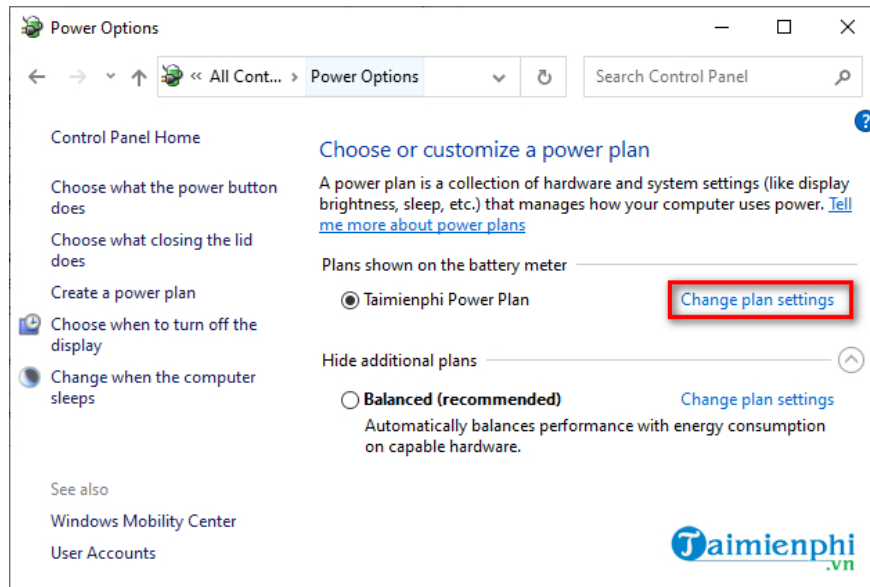 Power Options
« All Cont... › Power Options
Search Control Panel
?
Control Panel Home
Choose what the power button
does
Choose what closing the lid
does
Create a power plan
Choose when to turn off the
display
Change when the computer
sleeps
See also
Windows Mobility Center
User Accounts
Choose or customize a power plan
A power plan is a collection of hardware and system settings (like display
brightness, sleep, etc.) that manages how your computer uses power. Tell
me more about power plans
Plans shown on the battery meter
Taimienphi Power Plan Change plan settings
Hide additional plans
Balanced (recommended) Change plan settings
Automatically balances performance with energy consumption
on capable hardware.
Taimienphi
.vn